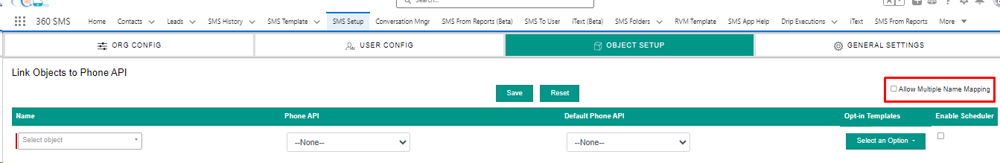 Search...
360 SMS Home Contacts Leads SMS History SMS Template SMS Setup Conversation Mngr SMS From Reports (Beta) SMS To User iText (Beta) SMS Folders RVM Template SMS App Help Drip Executions iText SMS From Reports More
ORG CONFIG USER CONFIG OBJECT SETUP GENERAL SETTINGS
Link Objects to Phone API
Save Reset Allow Multiple Name Mapping
Name Phone API Default Phone API Opt-in Templates Enable Scheduler
Select object --None-- --None-- Select an Option